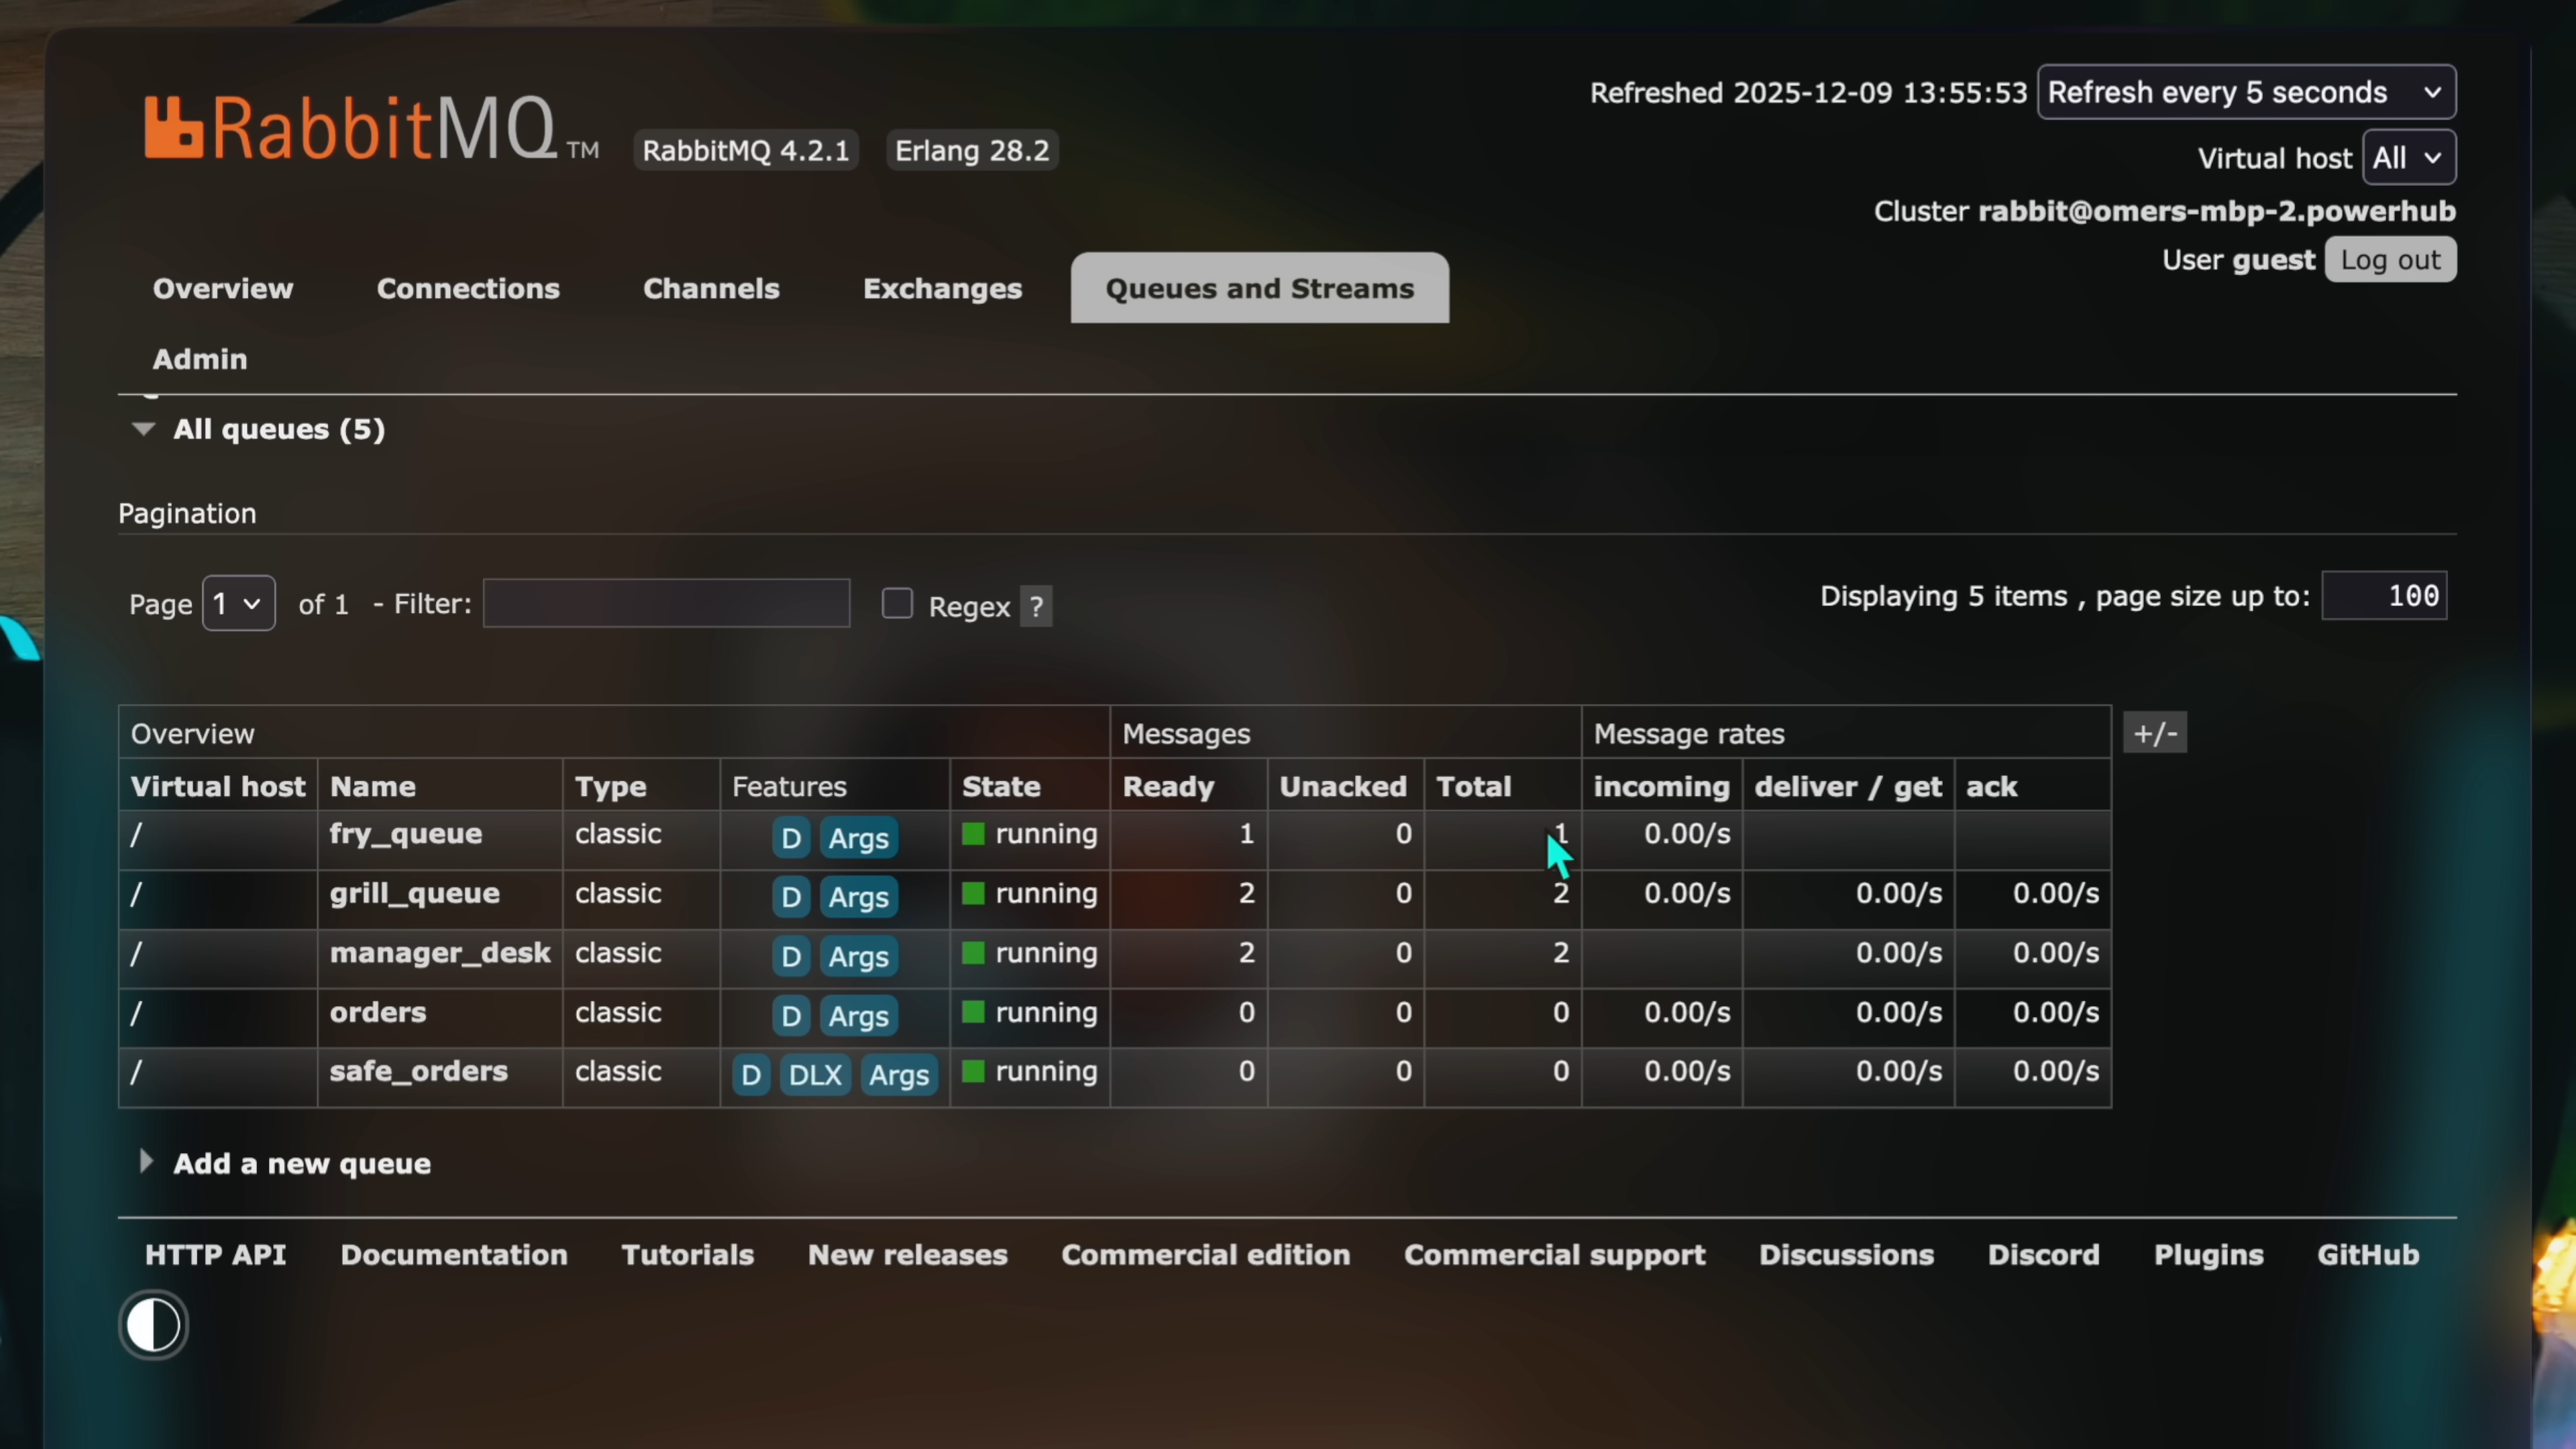 RabbitMQ TM RabbitMQ 4.2.1 Erlang 28.2
Refreshed 2025-12-09 13:55:53 Refresh every 5 seconds
Virtual host All
Cluster rabbit@omers-mbp-2.powerhub
User guest Log out
Overview Connections Channels Exchanges Queues and Streams
Admin
All queues (5)
Pagination
Page 1 of 1 - Filter: Regex ? Displaying 5 items , page size up to: 100
Overview Messages Message rates +/-
Virtual host Name Type Features State Ready Unacked Total incoming deliver / get ack
/ fry_queue classic D Args running 1 0 1 0.00/s
/ grill_queue classic D Args running 2 0 2 0.00/s 0.00/s 0.00/s
/ manager_desk classic D Args running 2 0 2 0.00/s 0.00/s
/ orders classic D Args running 0 0 0 0.00/s 0.00/s 0.00/s
/ safe_orders classic D DLX Args running 0 0 0 0.00/s 0.00/s 0.00/s
Add a new queue
HTTP API Documentation Tutorials New releases Commercial edition Commercial support Discussions Discord Plugins GitHub